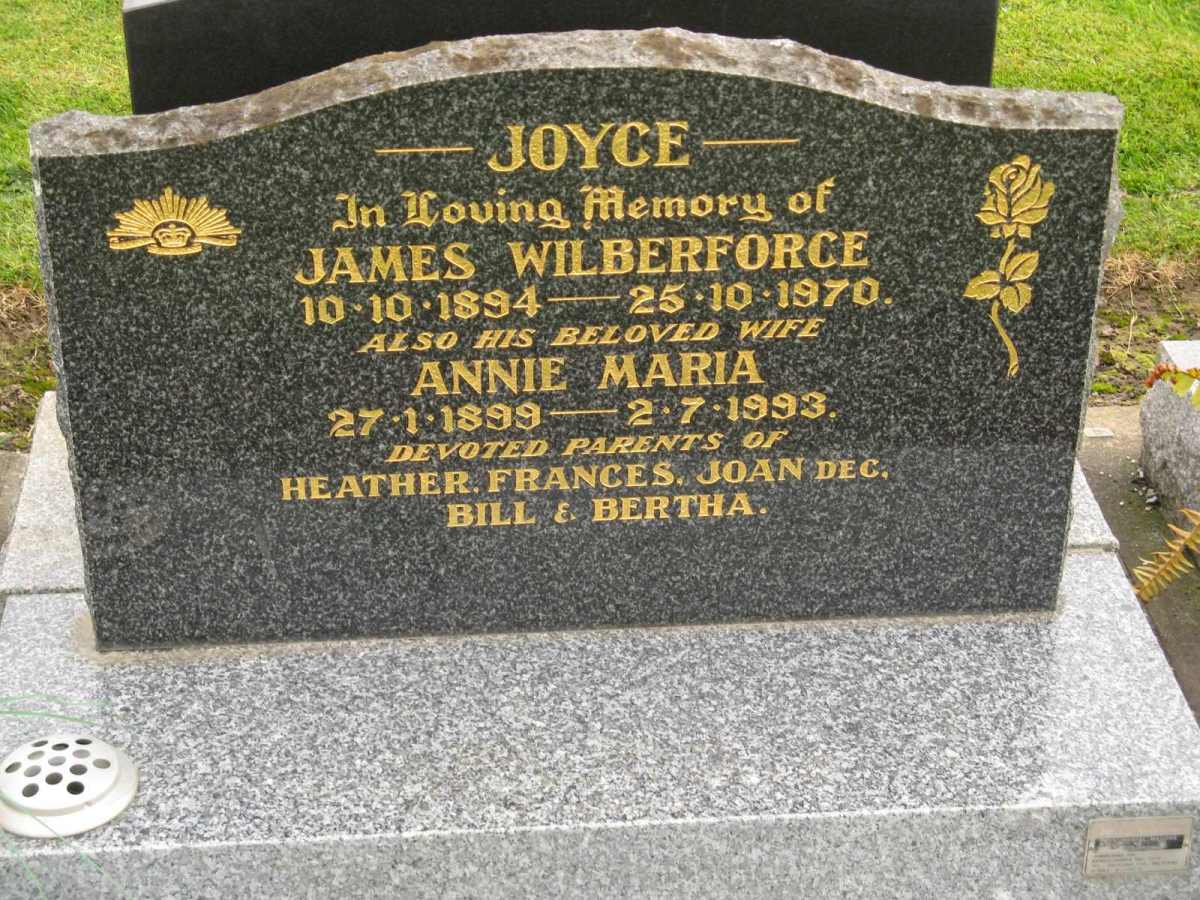 JOYCE
In Loving Memory of
JAMES WILBERFORCE
10·10·1894 — 25·10·1970.
ALSO HIS BELOVED WIFE
ANNIE MARIA
27·1·1899 — 2·7·1993.
DEVOTED PARENTS OF
HEATHER, FRANCES, JOAN DEC,
BILL & BERTHA.